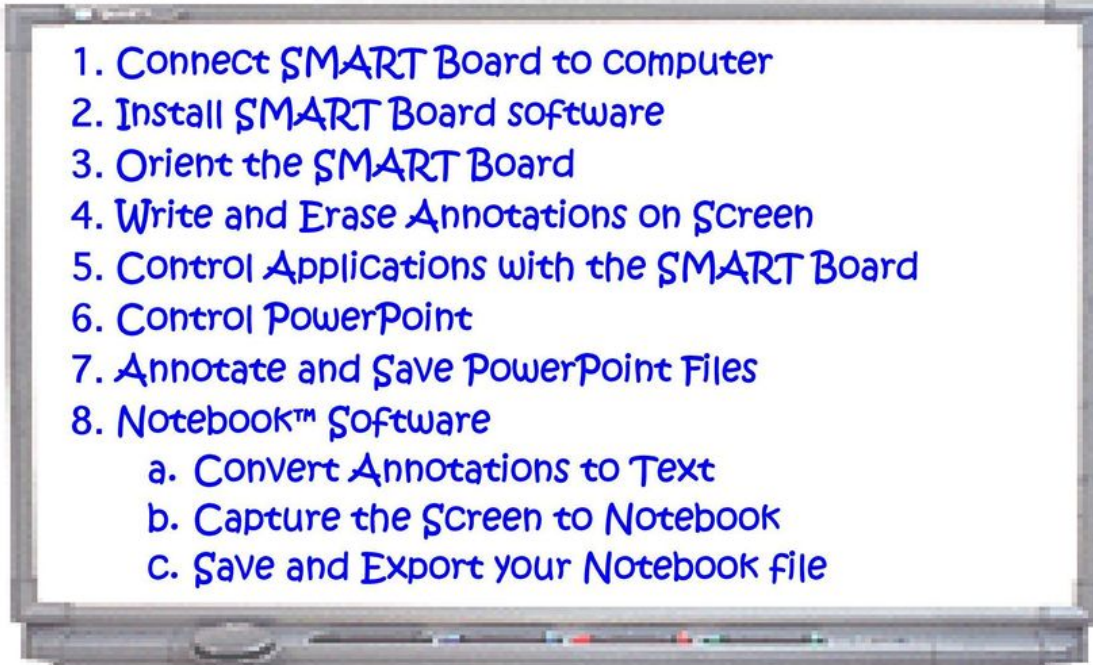 1. Connect SMART Board to computer
2. Install SMART Board software
3. Orient the SMART Board
4. Write and Erase Annotations on Screen
5. Control Applications with the SMART Board
6. Control PowerPoint
7. Annotate and Save PowerPoint Files
8. Notebook™ Software
a. Convert Annotations to Text
b. Capture the Screen to Notebook
c. Save and Export your Notebook file